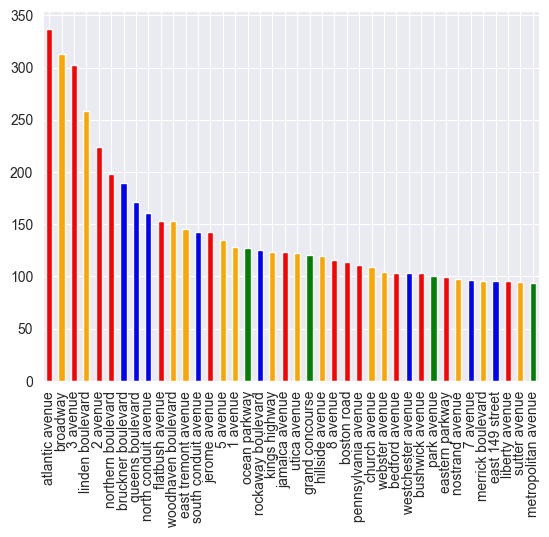 350
300
250
200
150
100
50
0
atlantic avenue
broadway
3 avenue
linden boulevard
2 avenue
northern boulevard
bruckner boulevard
queens boulevard
north conduit avenue
flatbush avenue
woodhaven boulevard
east tremont avenue
south conduit avenue
jerome avenue
5 avenue
1 avenue
ocean parkway
rockaway boulevard
kings highway
jamaica avenue
utica avenue
grand concourse
hillside avenue
8 avenue
boston road
pennsylvania avenue
church avenue
webster avenue
bedford avenue
westchester avenue
bushwick avenue
park avenue
eastern parkway
nostrand avenue
7 avenue
merrick boulevard
east 149 street
liberty avenue
sutter avenue
metropolitan avenue